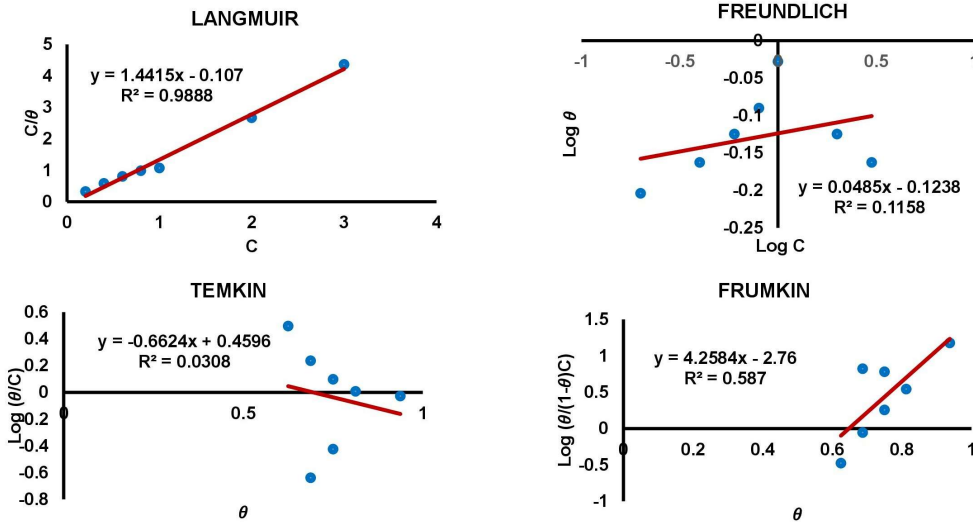 LANGMUIR
5
4
3
2
1
0
0
1
2
3
4
y = 1.4415x - 0.107
R² = 0.9888
C/θ
C
FREUNDLICH
-1
-0.5
0
0.5
1
0
-0.05
-0.1
-0.15
-0.2
-0.25
Log θ
y = 0.0485x - 0.1238
R² = 0.1158
Log C
TEMKIN
0.6
0.4
0.2
0
-0.2
-0.4
-0.6
-0.8
0
0.5
1
y = -0.6624x + 0.4596
R² = 0.0308
Log (θ/C)
θ
FRUMKIN
1.5
1
0.5
0
-0.5
-1
0
0.2
0.4
0.6
0.8
1
y = 4.2584x - 2.76
R² = 0.587
Log (θ/(1-θ)C)
θ